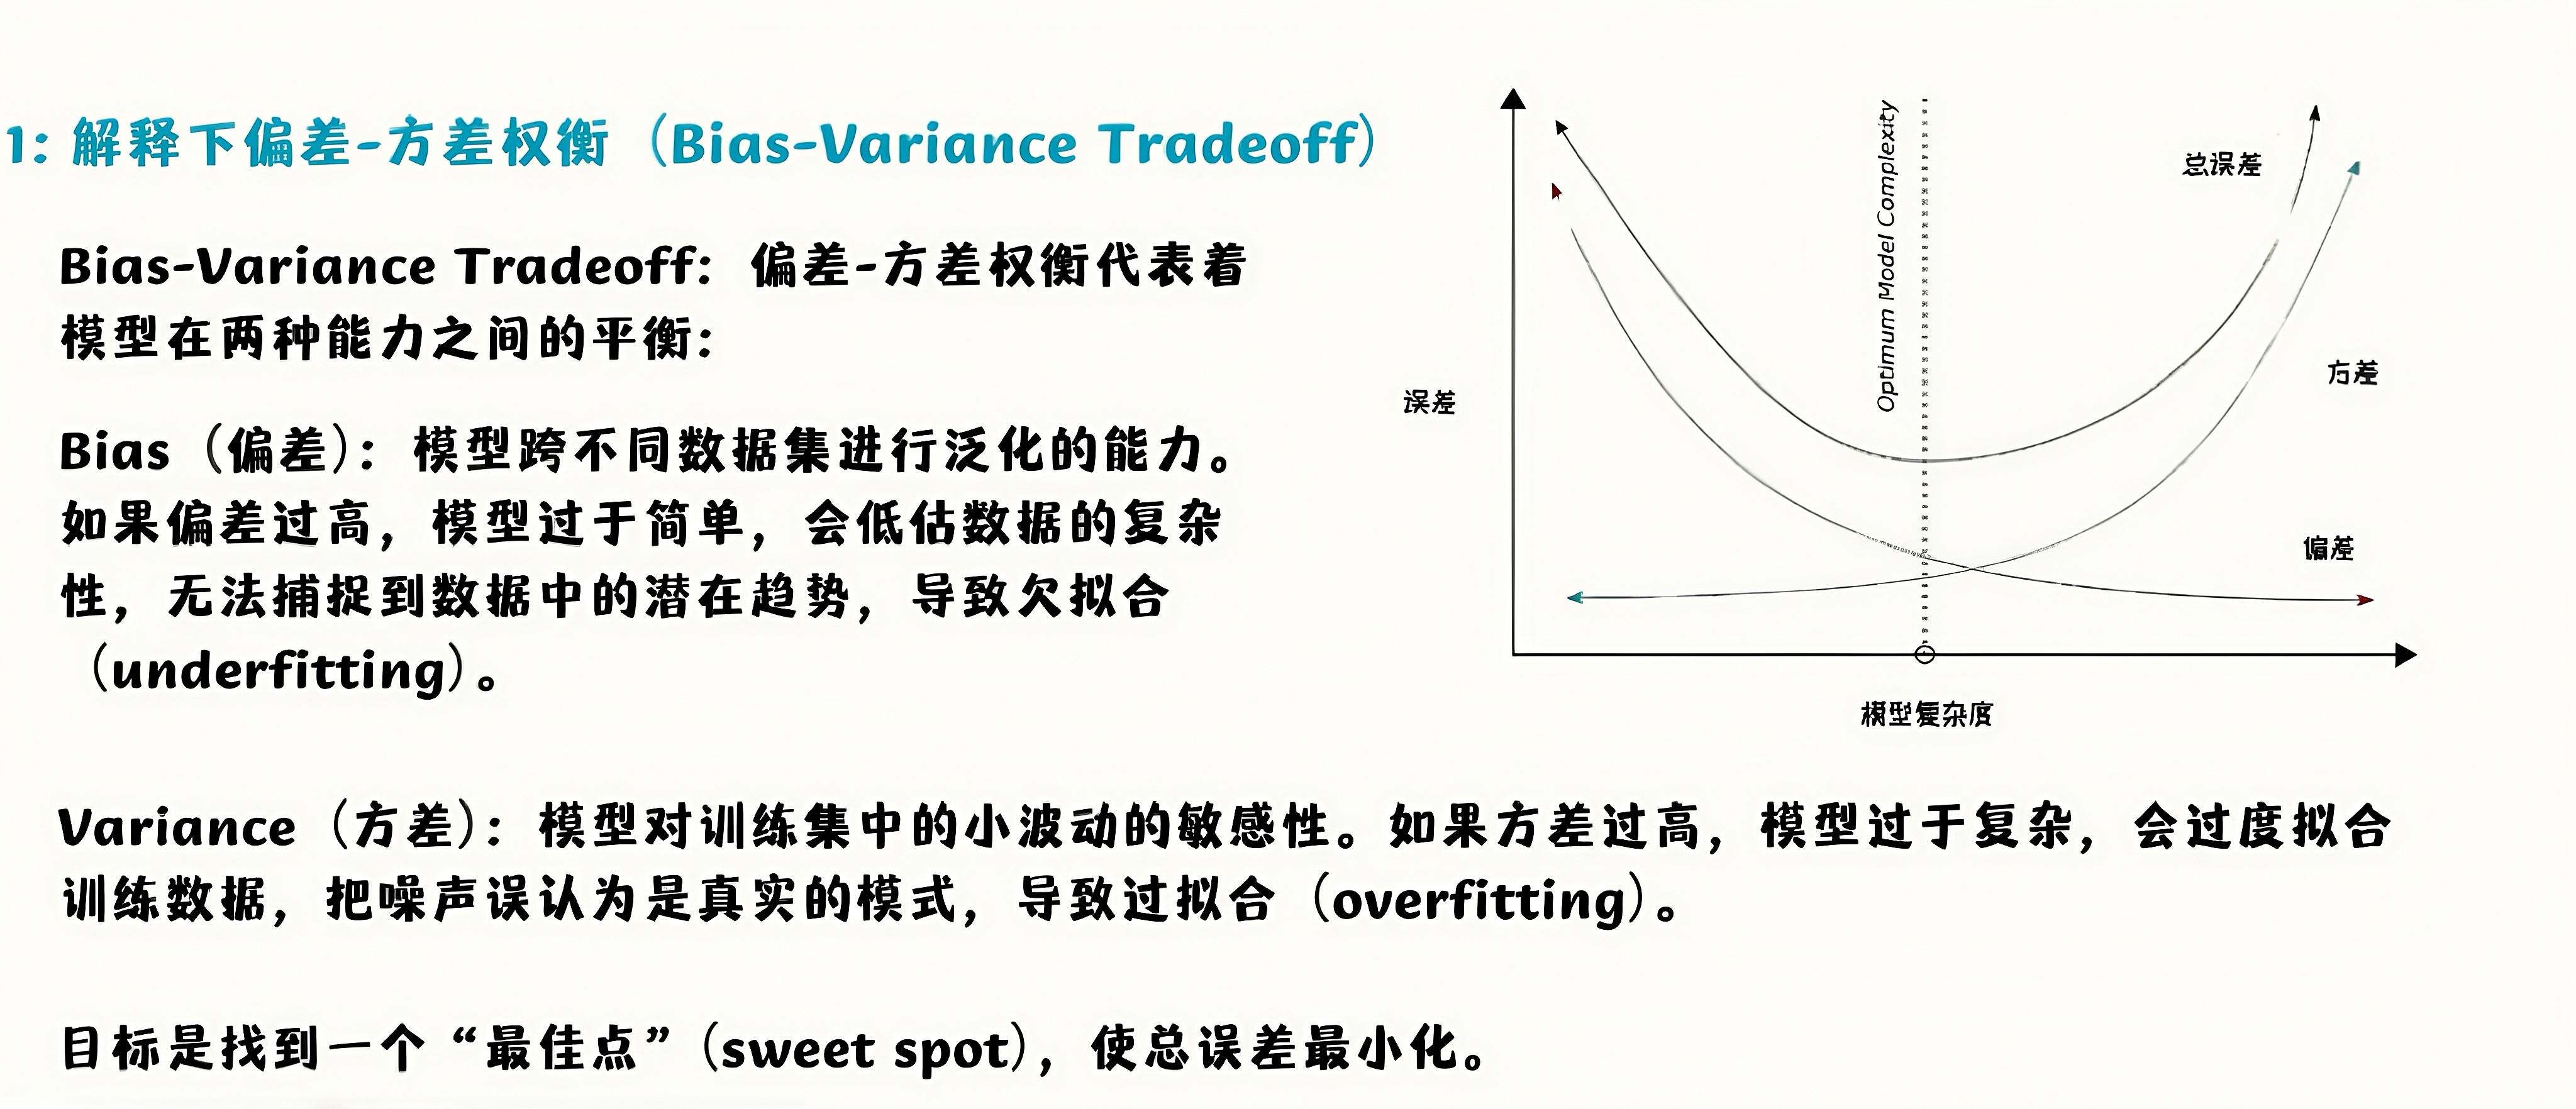 1: 解释下偏差-方差权衡（Bias-Variance Tradeoff）
Bias-Variance Tradeoff：偏差-方差权衡代表着
模型在两种能力之间的平衡：
Bias（偏差）：模型跨不同数据集进行泛化的能力。
如果偏差过高，模型过于简单，会低估数据的复杂
性，无法捕捉到数据中的潜在趋势，导致欠拟合
（underfitting）。
Optimum Model Complexity
总误差
方差
误差
偏差
模型复杂度
Variance（方差）：模型对训练集中的小波动的敏感性。如果方差过高，模型过于复杂，会过度拟合
训练数据，把噪声误认为是真实的模式，导致过拟合（overfitting）。
目标是找到一个“最佳点”（sweet spot），使总误差最小化。